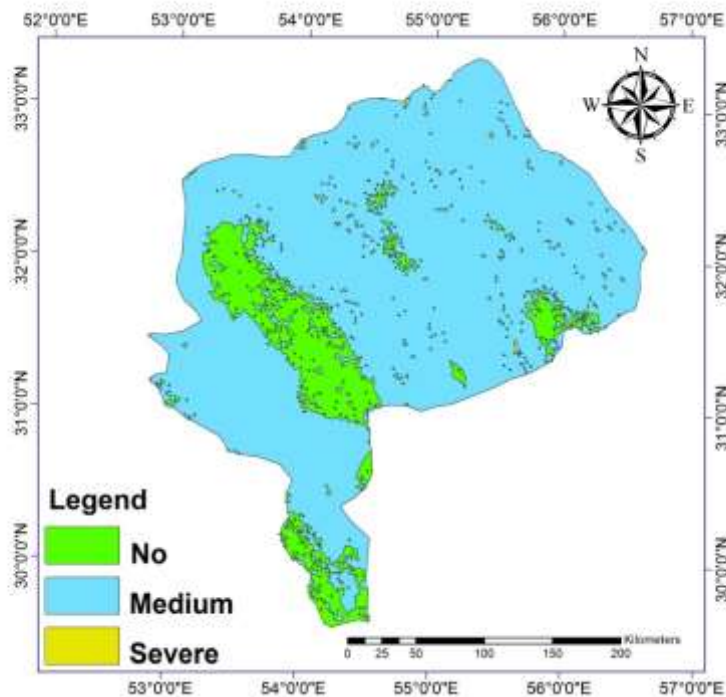 52°0'0"E 53°0'0"E 54°0'0"E 55°0'0"E 56°0'0"E 57°0'0"E
N
W E
S
33°0'0"N 33°0'0"N
32°0'0"N 32°0'0"N
31°0'0"N 31°0'0"N
30°0'0"N 30°0'0"N
Legend
No
Medium
Severe
Kilometers
0 25 50 100 150 200
53°0'0"E 54°0'0"E 55°0'0"E 56°0'0"E 57°0'0"E